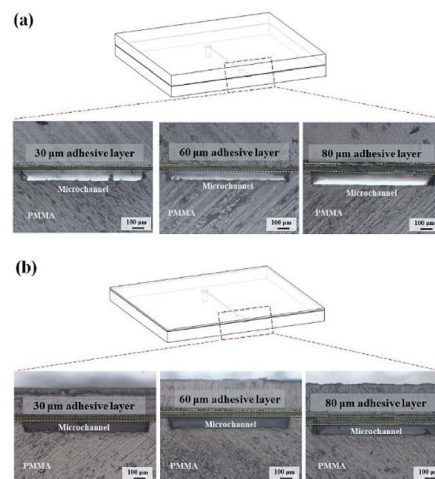 (a)
30 μm adhesive layer
60 μm adhesive layer
80 μm adhesive layer
Microchannel
Microchannel
Microchannel
PMMA
PMMA
PMMA
100 μm
100 μm
100 μm
(b)
30 μm adhesive layer
60 μm adhesive layer
80 μm adhesive layer
Microchannel
Microchannel
Microchannel
PMMA
PMMA
PMMA
100 μm
100 μm
100 μm